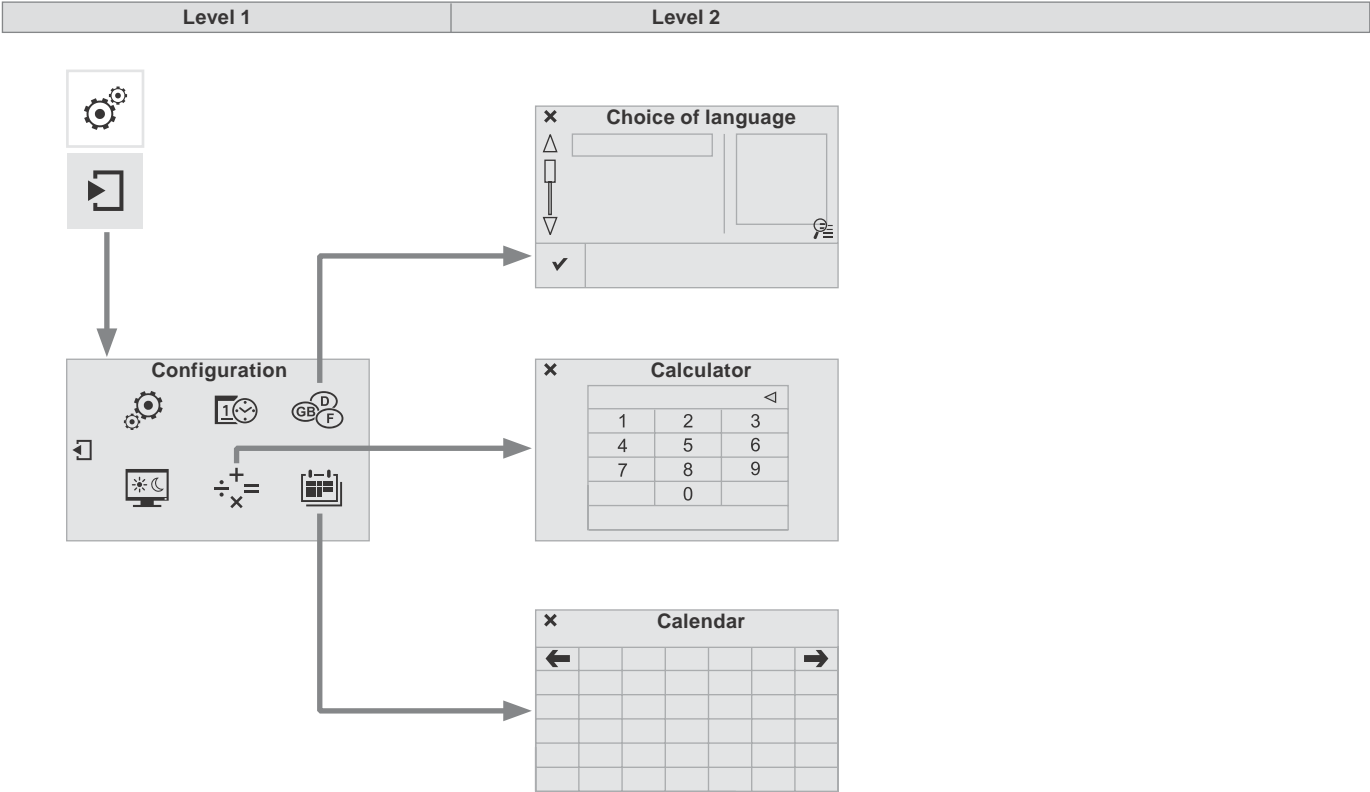 Level 1 Level 2
Choice of language
Configuration
1
GB D F
÷ + × =
Calculator
1 2 3
4 5 6
7 8 9
0
Calendar